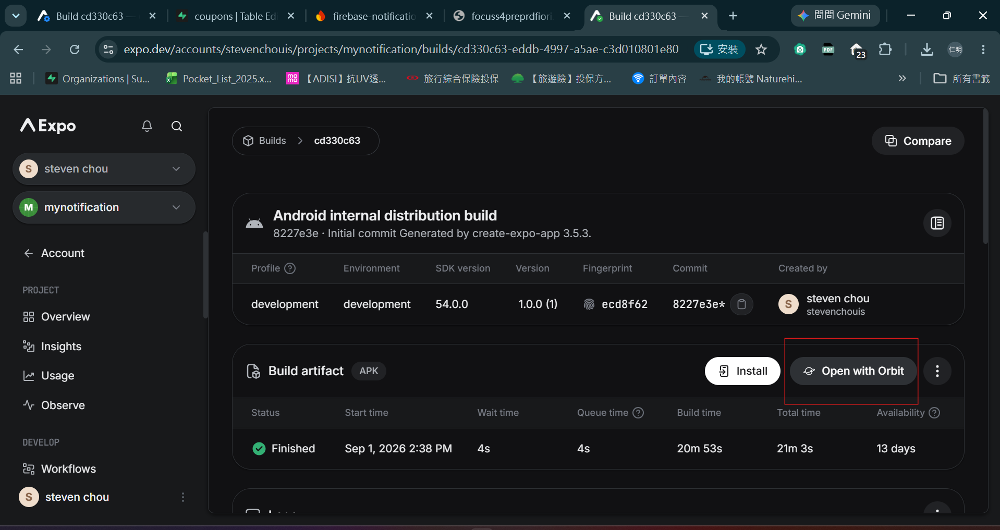 Build cd330c63 —
coupons | Table Edi
firebase-notificatio
focuss4preprdfiori
Build cd330c63 —
問問 Gemini
expo.dev/accounts/stevenchouis/projects/mynotification/builds/cd330c63-eddb-4997-a5ae-c3d010801e80
安裝
PDF
23
仁明
Organizations | Su...
Pocket_List_2025.x...
mo
mo
【ADISI】抗UV透...
旅行綜合保險投保
【旅遊險】投保方...
訂單內容
我的帳號 Naturehi...
所有書籤
Expo
S
steven chou
M
mynotification
Account
PROJECT
Overview
Insights
Usage
Observe
DEVELOP
Workflows
S
steven chou
Builds
cd330c63
Compare
Android internal distribution build
8227e3e · Initial commit Generated by create-expo-app 3.5.3.
Profile Environment SDK version Version Fingerprint Commit Created by
development development 54.0.0 1.0.0 (1) ecd8f62 8227e3e* S steven chou
stevenchouis
Build artifact APK
Install
Open with Orbit
Status Start time Wait time Queue time Build time Total time Availability
Finished Sep 1, 2026 2:38 PM 4s 4s 20m 53s 21m 3s 13 days